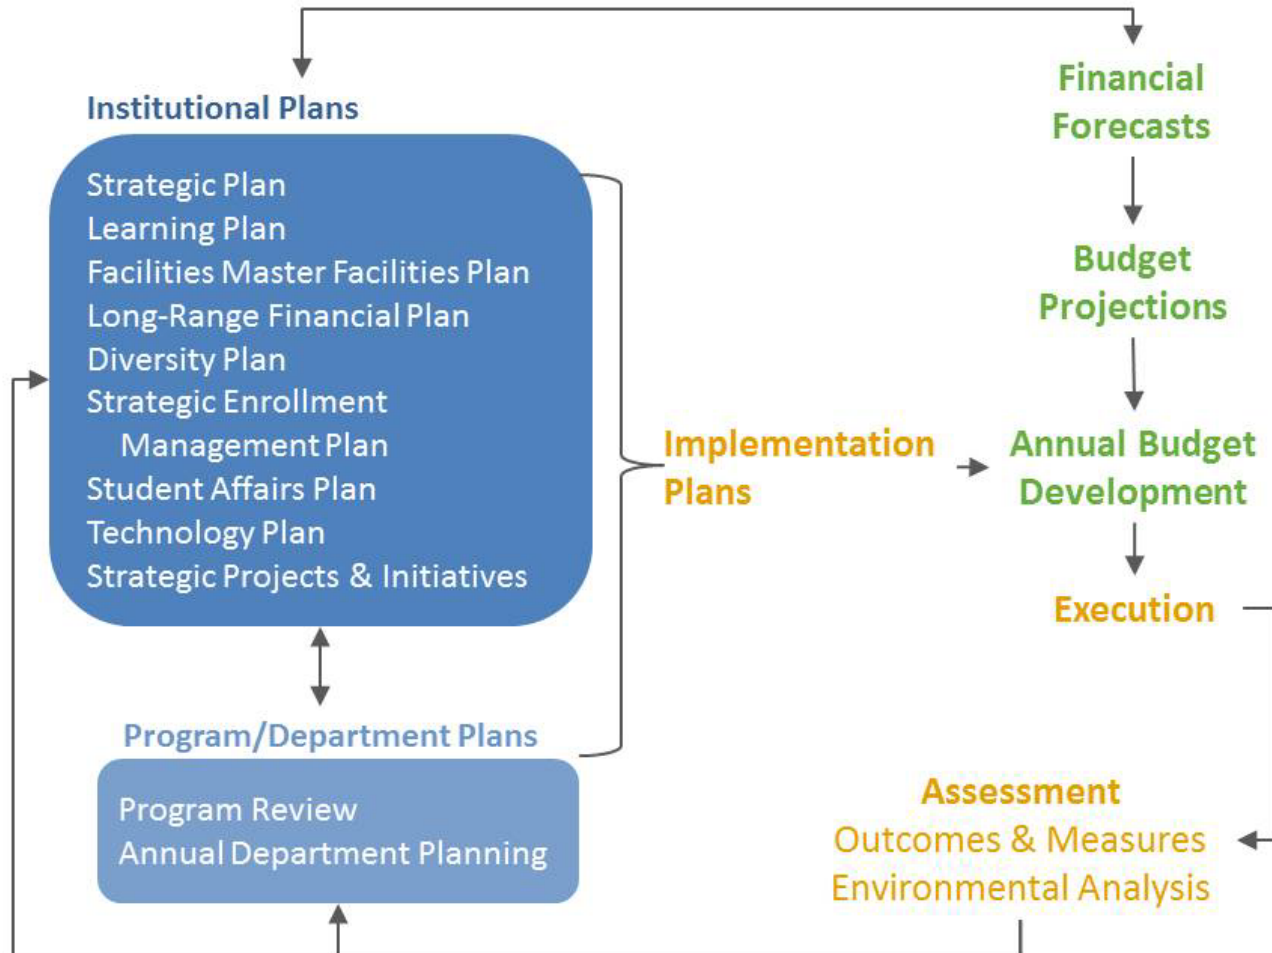 Institutional Plans
Strategic Plan
Learning Plan
Facilities Master Facilities Plan
Long-Range Financial Plan
Diversity Plan
Strategic Enrollment
Management Plan
Student Affairs Plan
Technology Plan
Strategic Projects & Initiatives
Program/Department Plans
Program Review
Annual Department Planning
Implementation
Plans
Financial
Forecasts
Budget
Projections
Annual Budget
Development
Execution
Assessment
Outcomes & Measures
Environmental Analysis